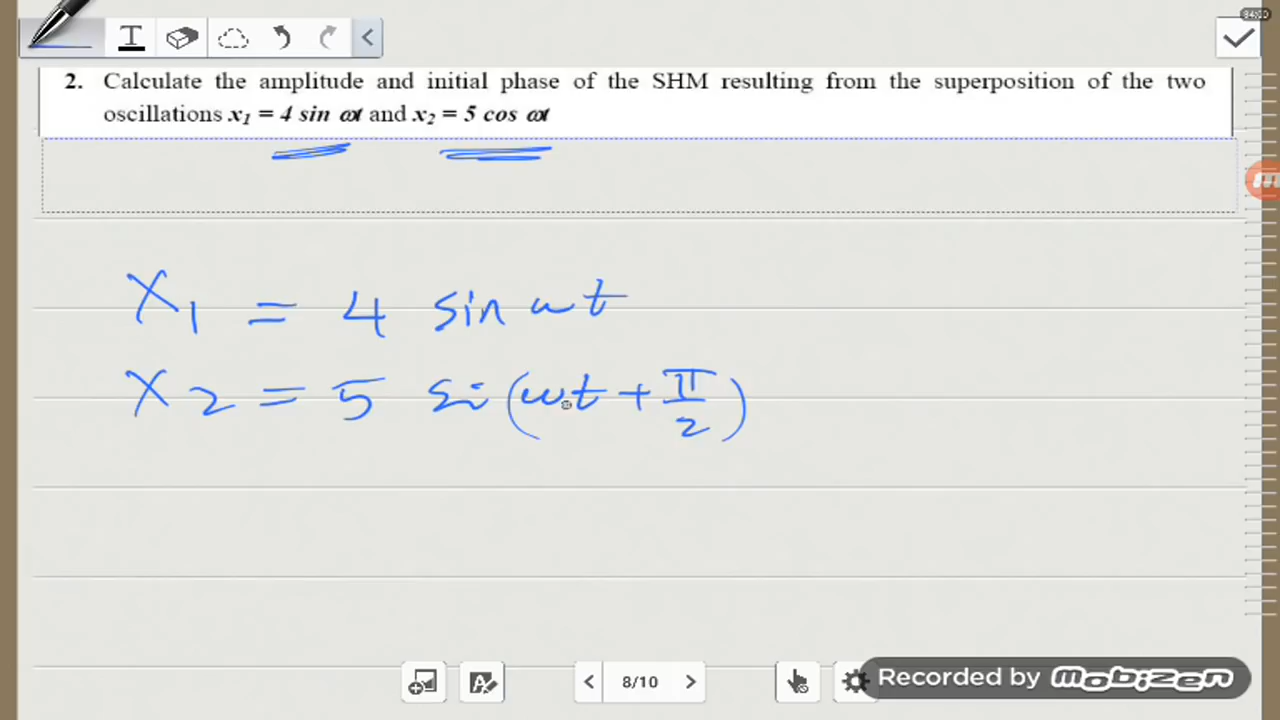 T
2. Calculate the amplitude and initial phase of the SHM resulting from the superposition of the two
oscillations x₁ = 4 sin ωt and x₂ = 5 cos ωt
X₁ = 4 sin ωt
X₂ = 5 si(ωt + π/2)
8/10
Recorded by mobizen